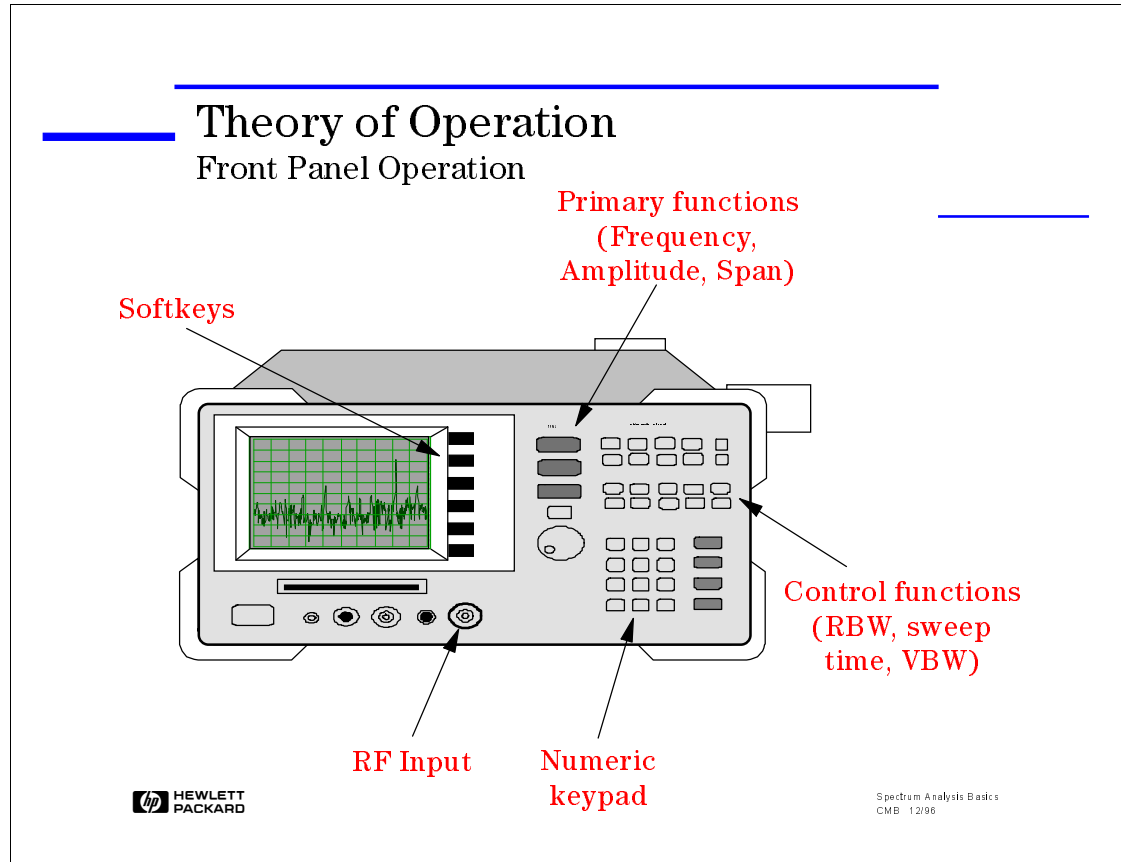 Theory of Operation
Front Panel Operation
Primary functions
(Frequency,
Amplitude, Span)
Softkeys
Control functions
(RBW, sweep
time, VBW)
RF Input
Numeric
keypad
hp HEWLETT
PACKARD
Spectrum Analysis Basics
CMB 12/96